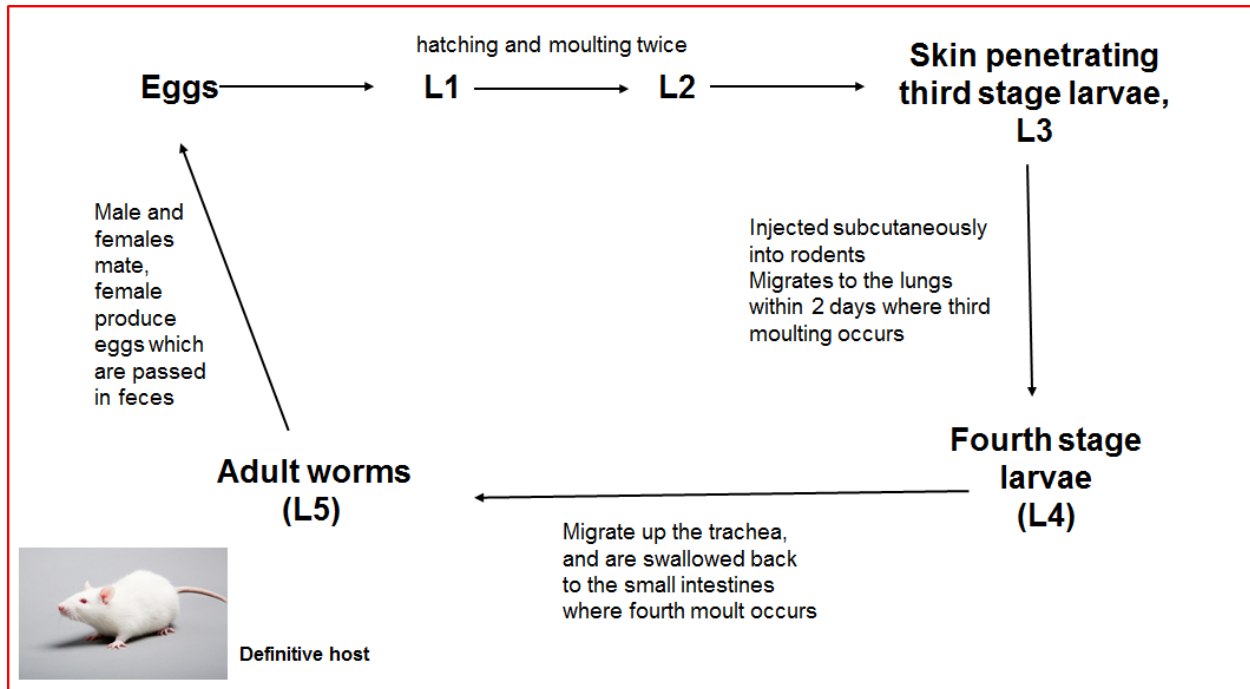 hatching and moulting twice
Eggs
L1
L2
Skin penetrating
third stage larvae,
L3
Male and
females
mate,
female
produce
eggs which
are passed
in feces
Injected subcutaneously
into rodents
Migrates to the lungs
within 2 days where third
moulting occurs
Fourth stage
larvae
(L4)
Adult worms
(L5)
Migrate up the trachea,
and are swallowed back
to the small intestines
where fourth moult occurs
Definitive host